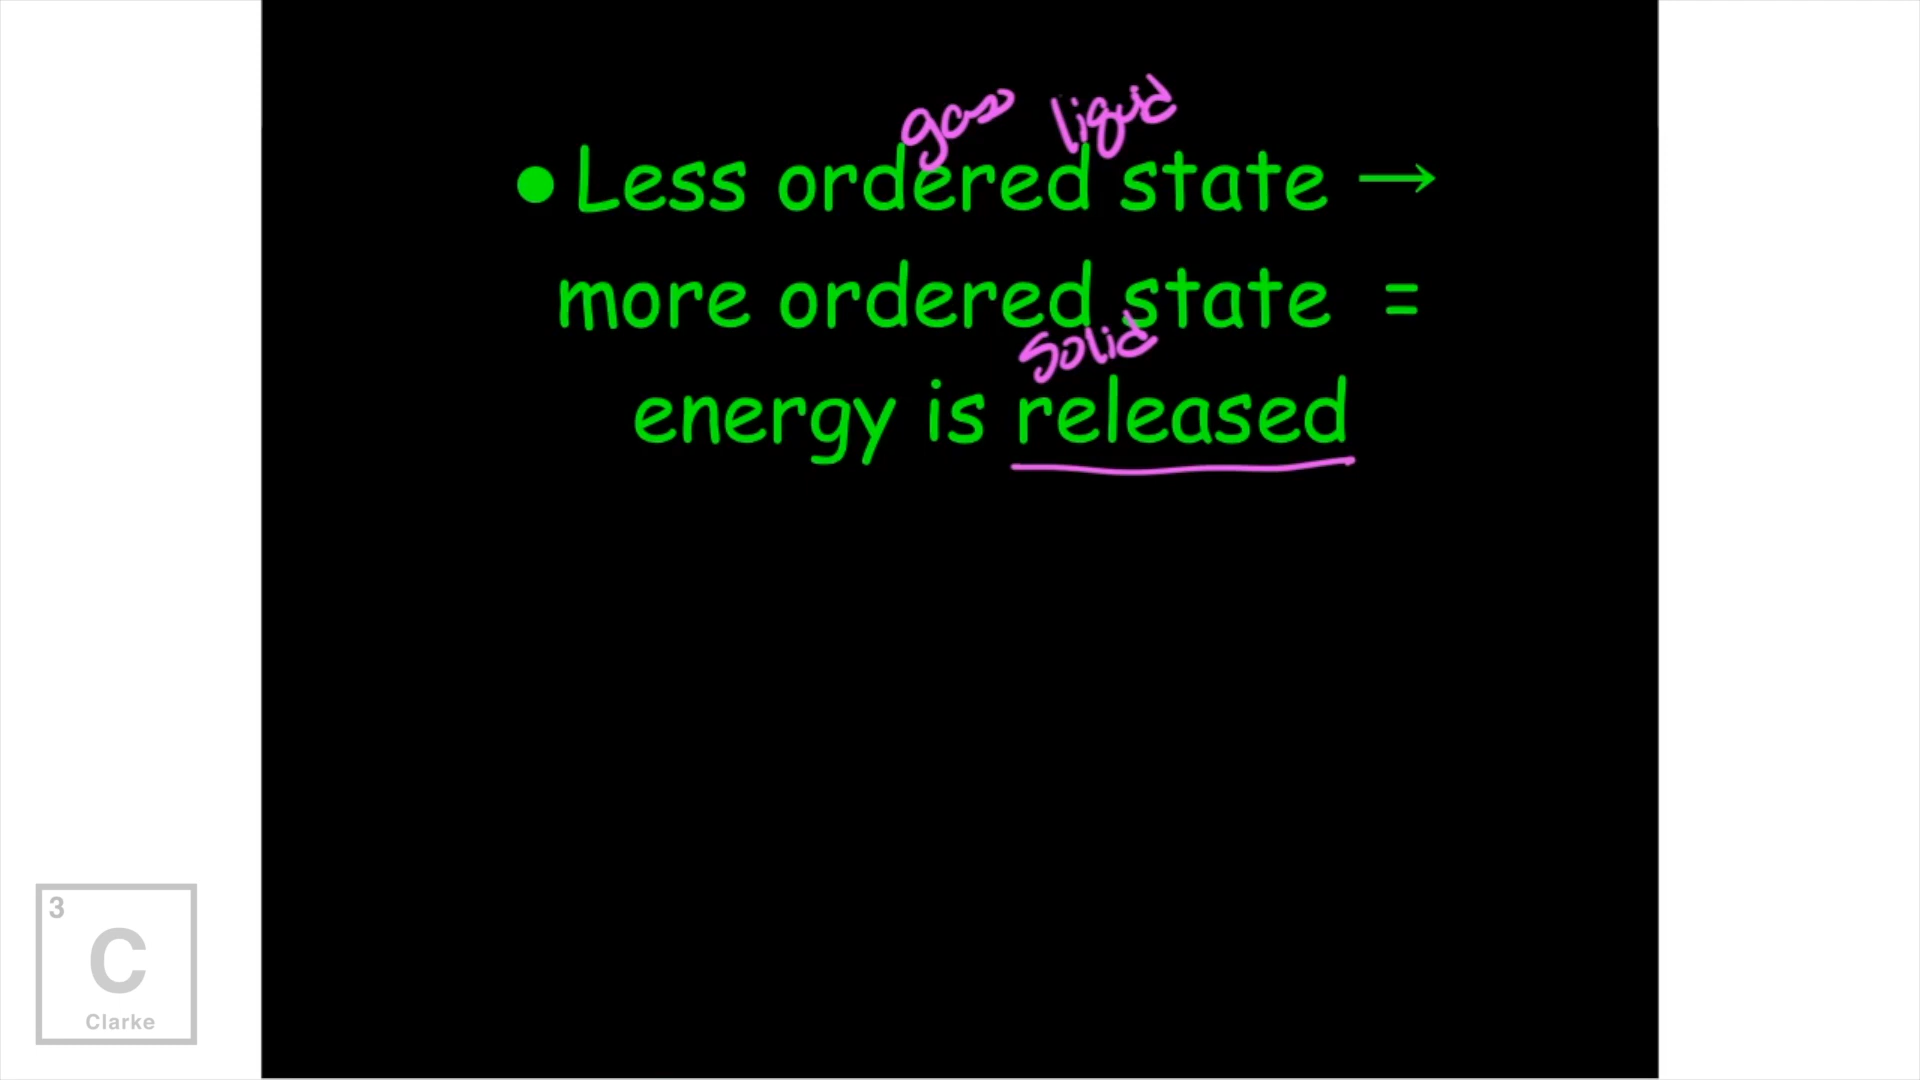 gas liquid
• Less ordered state →
more ordered state =
solid
energy is released
3
C
Clarke